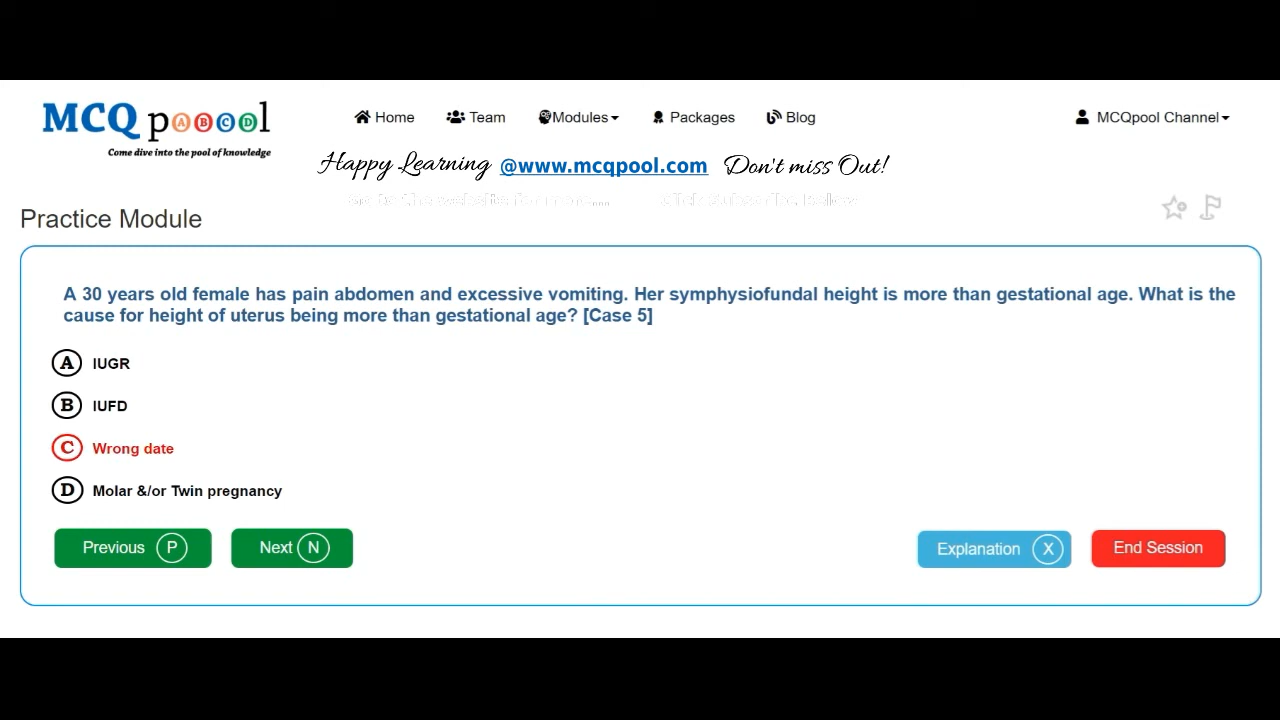 MCQ pooool
Come dive into the pool of knowledge
Home Team Modules Packages Blog MCQpool Channel
Happy Learning @www.mcqpool.com Don't miss Out!
Practice Module
A 30 years old female has pain abdomen and excessive vomiting. Her symphysiofundal height is more than gestational age. What is the
cause for height of uterus being more than gestational age? [Case 5]
A IUGR
B IUFD
C Wrong date
D Molar &/or Twin pregnancy
Previous P Next N Explanation X End Session